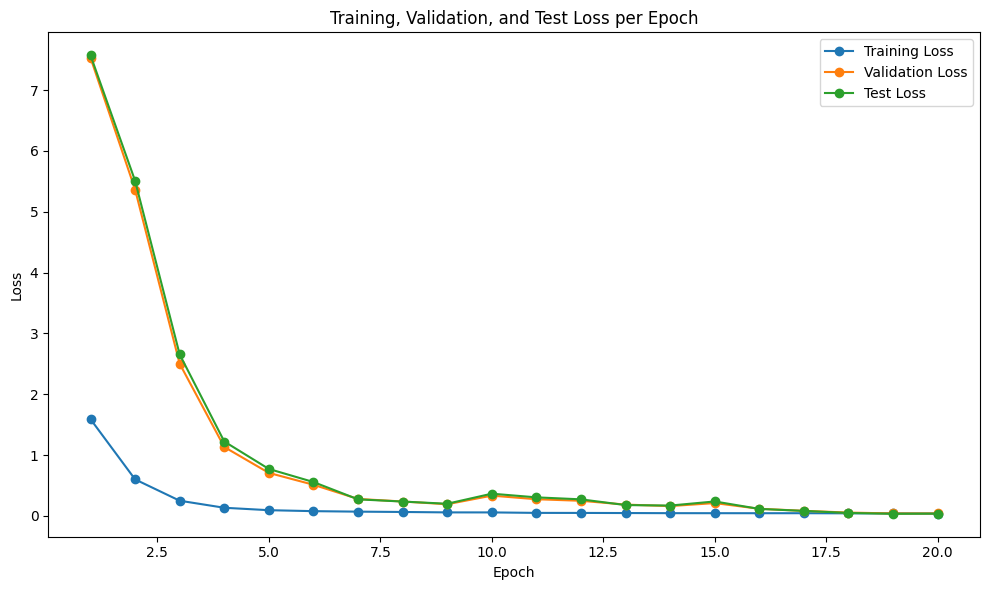 Training, Validation, and Test Loss per Epoch
Training Loss
Validation Loss
Test Loss
Loss
7
6
5
4
3
2
1
0
2.5 5.0 7.5 10.0 12.5 15.0 17.5 20.0
Epoch